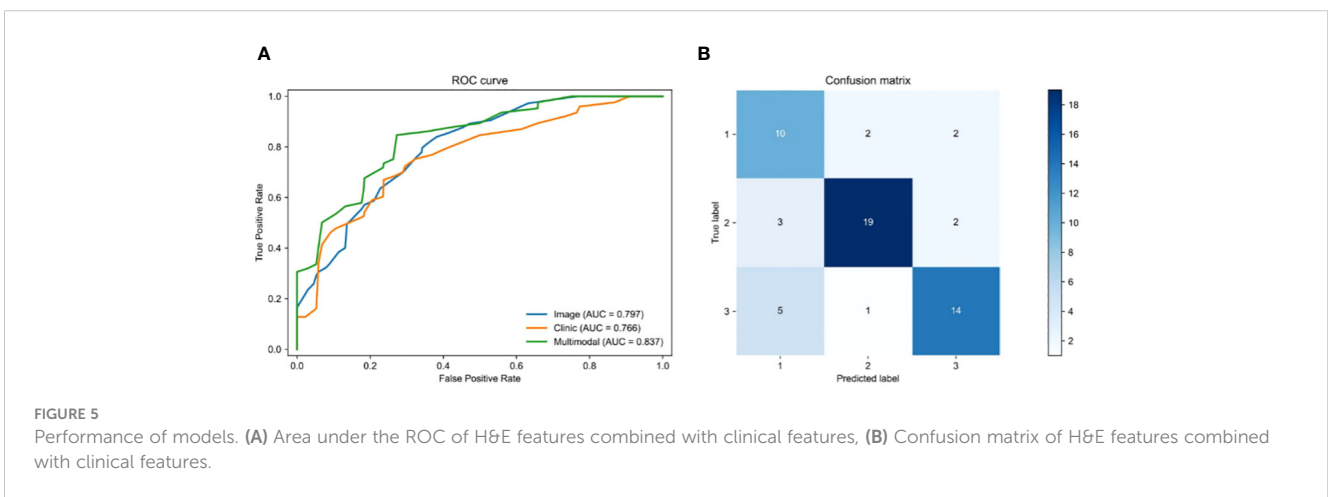 A
ROC curve
1.0
0.8
0.6
0.4
0.2
0.0
True Positive Rate
Image (AUC = 0.797)
Clinic (AUC = 0.766)
Multimodal (AUC = 0.837)
0.0 0.2 0.4 0.6 0.8 1.0
False Positive Rate
B
Confusion matrix
True label
1 10 2 2
2 3 19 2
3 5 1 14
1 2 3
Predicted label
18
16
14
12
10
8
6
4
2
FIGURE 5
Performance of models. (A) Area under the ROC of H&E features combined with clinical features, (B) Confusion matrix of H&E features combined
with clinical features.